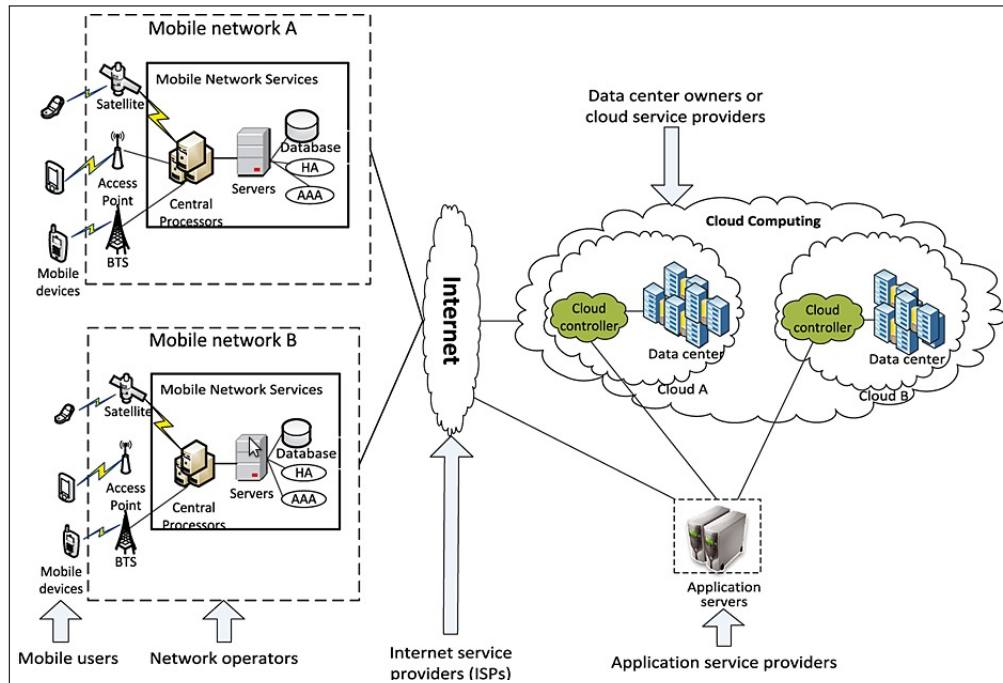 Mobile network A
Mobile Network Services
Satellite
Database
HA
AAA
Servers
Access
Point
Central
Processors
BTS
Mobile
devices
Mobile network B
Mobile Network Services
Satellite
Database
HA
AAA
Servers
Access
Point
Central
Processors
BTS
Mobile
devices
Mobile users
Network operators
Internet
Internet service
providers (ISPs)
Data center owners or
cloud service providers
Cloud Computing
Cloud
controller
Data center
Cloud A
Cloud
controller
Data center
Cloud B
Application
servers
Application service providers